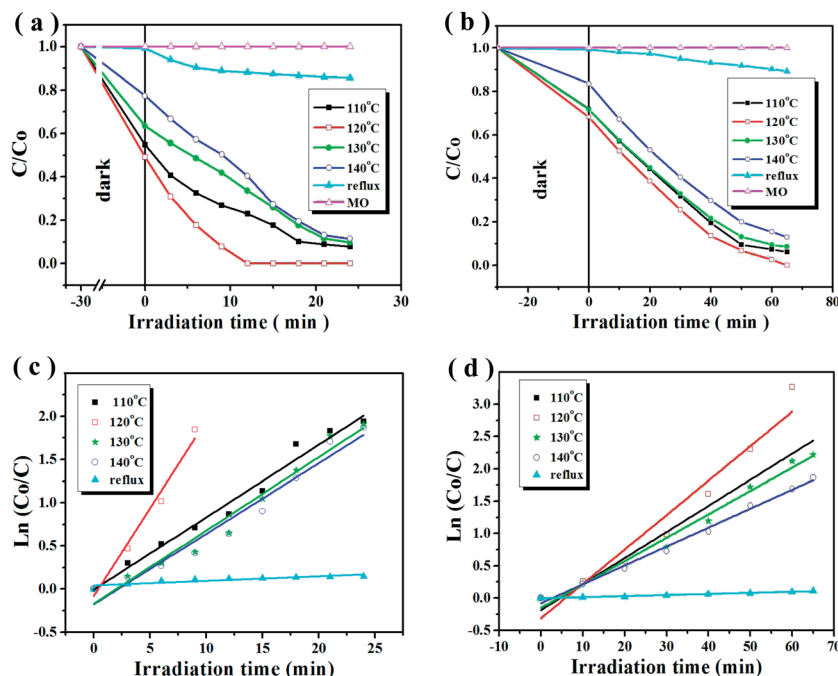 ( a )
1.0
0.8
0.6
0.4
0.2
0.0
C/Co
dark
110°C
120°C
130°C
140°C
reflux
MO
-30
0
10
20
30
Irradiation time ( min )
( b )
1.0
0.8
0.6
0.4
0.2
0.0
C/Co
dark
110°C
120°C
130°C
140°C
reflux
MO
-20
0
20
40
60
80
Irradiation time ( min )
( c )
2.0
1.5
1.0
0.5
0.0
-0.5
Ln (Co/C)
110°C
120°C
130°C
140°C
reflux
0
5
10
15
20
25
Irradiation time (min)
( d )
3.0
2.5
2.0
1.5
1.0
0.5
0.0
-0.5
Ln (Co/C)
110°C
120°C
130°C
140°C
reflux
-10
0
10
20
30
40
50
60
70
Irradiation time (min)